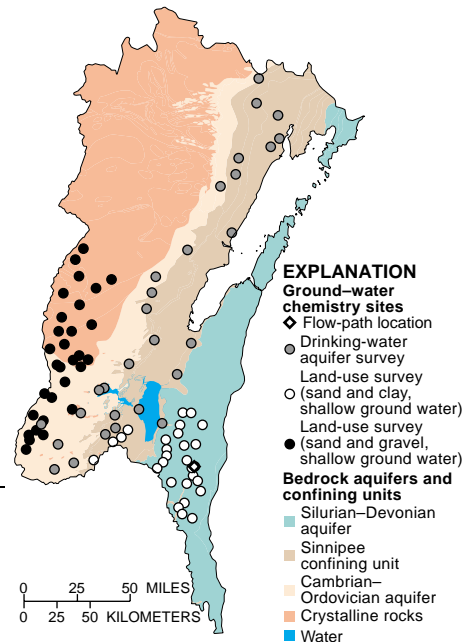 EXPLANATION
Ground–water
chemistry sites
Flow-path location
Drinking-water
aquifer survey
Land-use survey
(sand and clay,
shallow ground water)
Land-use survey
(sand and gravel,
shallow ground water)
Bedrock aquifers and
confining units
Silurian–Devonian
aquifer
Sinnipee
confining unit
Cambrian–
Ordovician aquifer
Crystalline rocks
Water
0 25 50 MILES
0 25 50 KILOMETERS